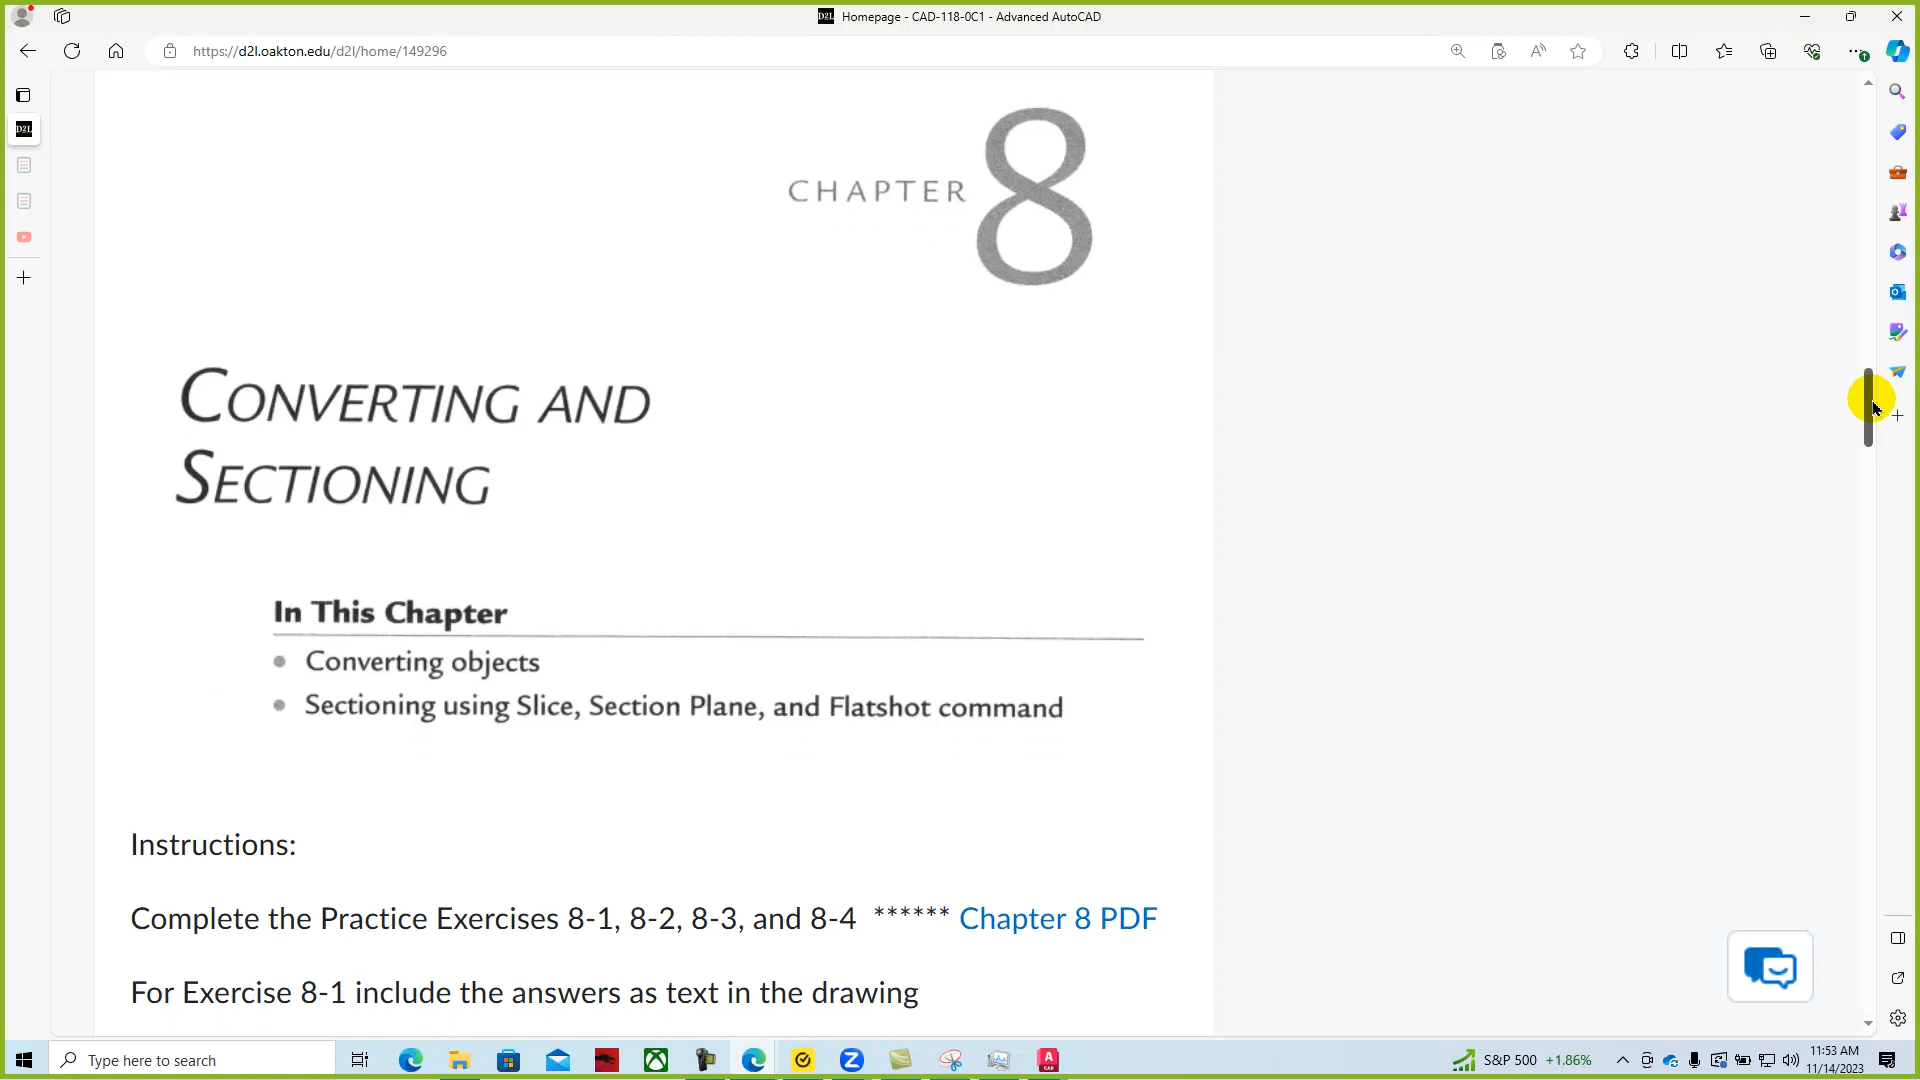 D2L Homepage - CAD-118-0C1 - Advanced AutoCAD
https://d2l.oakton.edu/d2l/home/149296
D2L
CHAPTER 8
CONVERTING AND
SECTIONING
In This Chapter
Converting objects
Sectioning using Slice, Section Plane, and Flatshot command
Instructions:
Complete the Practice Exercises 8-1, 8-2, 8-3, and 8-4 ****** Chapter 8 PDF
For Exercise 8-1 include the answers as text in the drawing
Type here to search
S&P 500 +1.86%
11:53 AM
11/14/2023